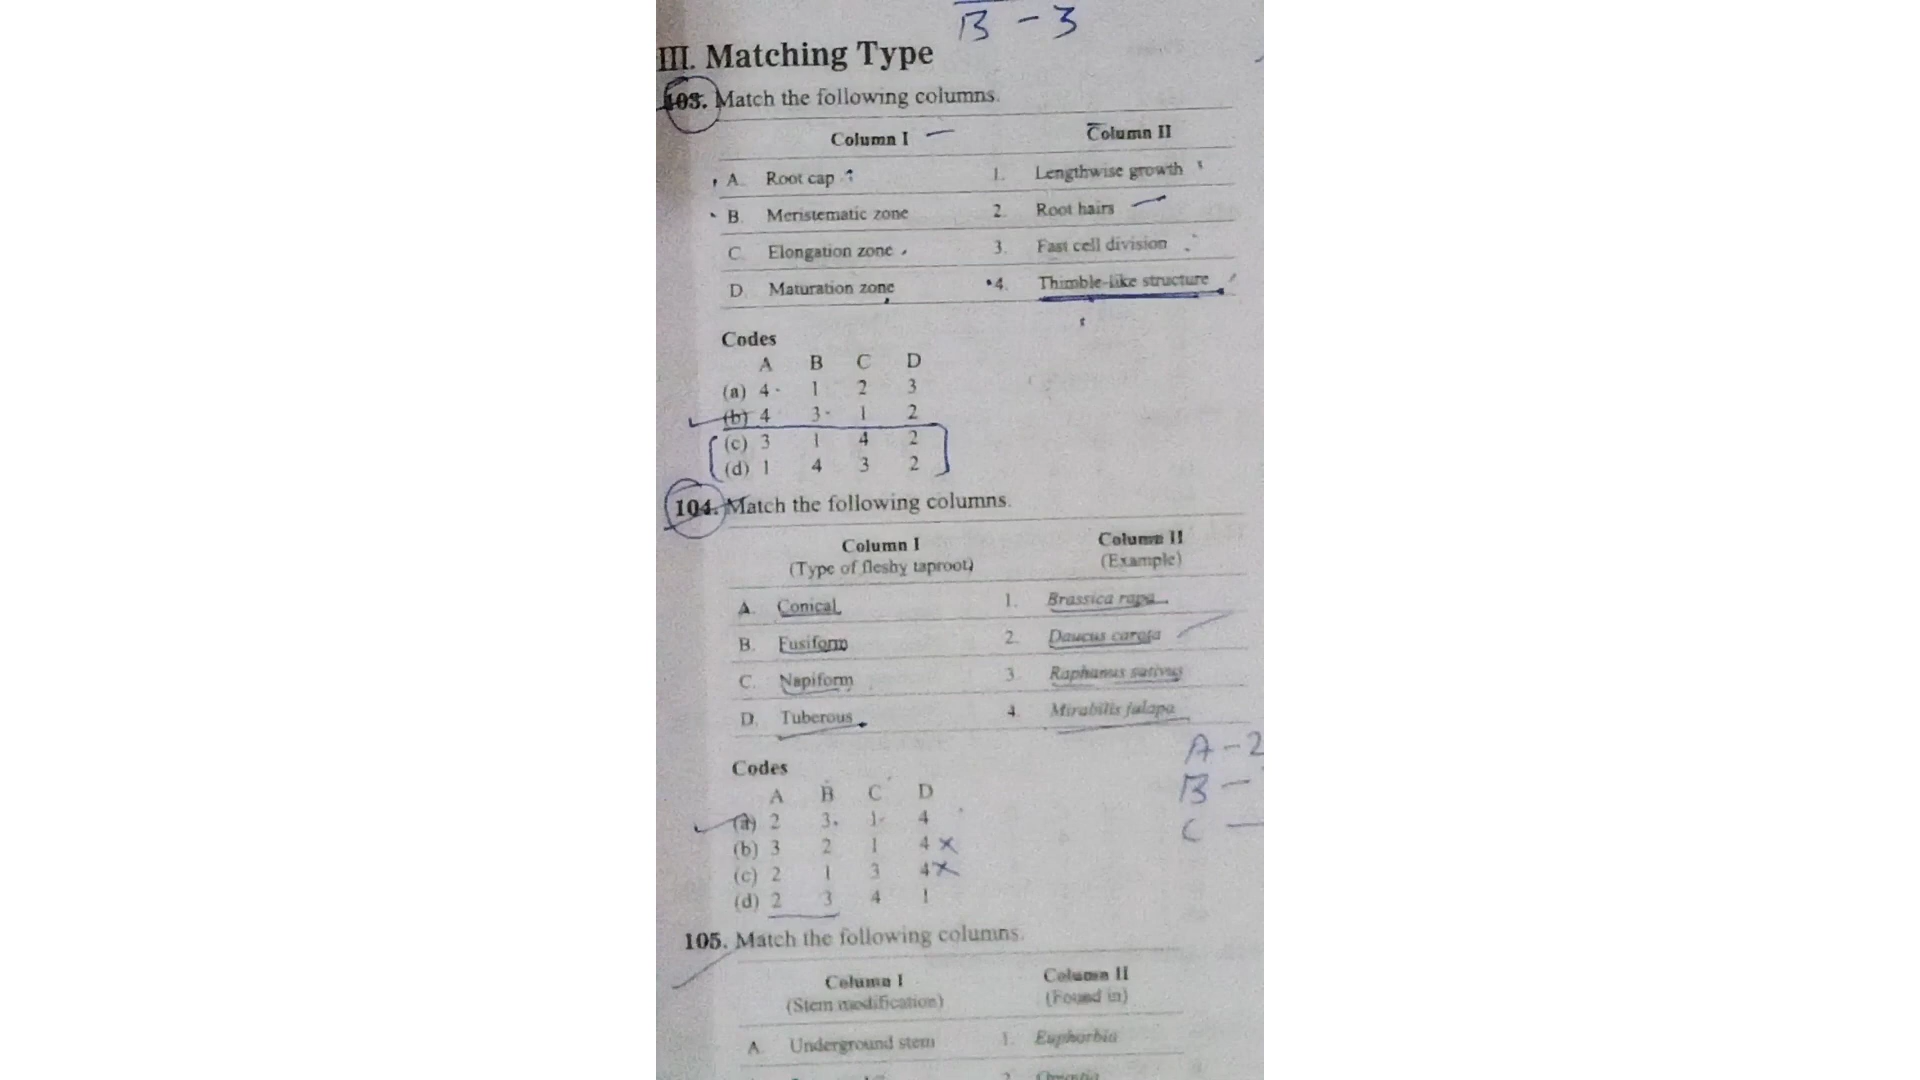 B - 3
III. Matching Type
103. Match the following columns.
Column I Column II
A. Root cap 1. Lengthwise growth
B. Meristematic zone 2. Root hairs
C. Elongation zone 3. Fast cell division
D. Maturation zone 4. Thimble-like structure
Codes
A B C D
(a) 4 1 2 3
(b) 4 3 1 2
(c) 3 1 4 2
(d) 1 4 3 2
104. Match the following columns.
Column I Column II
(Type of fleshy taproot) (Example)
A. Conical 1. Brassica rapa
B. Fusiform 2. Daucus carota
C. Napiform 3. Raphanus sativus
D. Tuberous 4. Mirabilis jalapa
A - 2
B -
C -
Codes
A B C D
(a) 2 3 1 4
(b) 3 2 1 4
(c) 2 1 3 4
(d) 2 3 4 1
105. Match the following columns.
Column I Column II
(Stem modification) (Found in)
A. Underground stem 1. Euphorbia
2. Opuntia